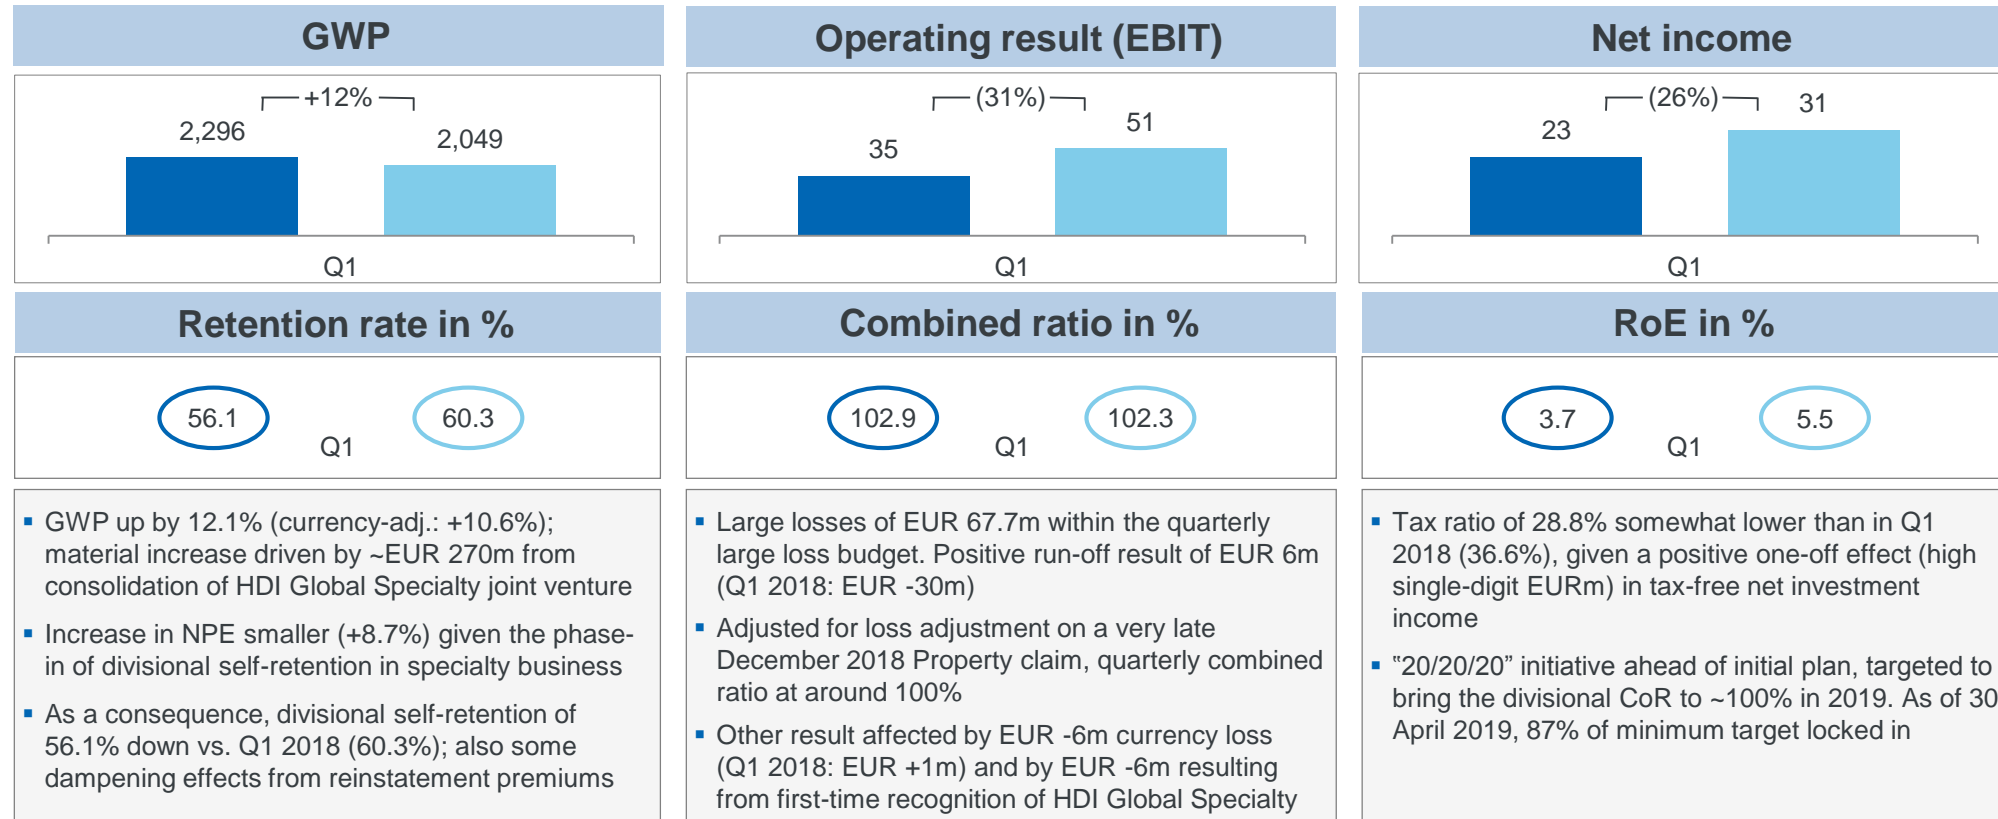 GWP
+12%
2,296
2,049
Q1
Operating result (EBIT)
(31%)
35
51
Q1
Net income
(26%)
23
31
Q1
Retention rate in %
56.1
60.3
Q1
Combined ratio in %
102.9
102.3
Q1
RoE in %
3.7
5.5
Q1
▪ GWP up by 12.1% (currency-adj.: +10.6%);
material increase driven by ~EUR 270m from
consolidation of HDI Global Specialty joint venture
▪ Increase in NPE smaller (+8.7%) given the phase-
in of divisional self-retention in specialty business
▪ As a consequence, divisional self-retention of
56.1% down vs. Q1 2018 (60.3%); also some
dampening effects from reinstatement premiums
▪ Large losses of EUR 67.7m within the quarterly
large loss budget. Positive run-off result of EUR 6m
(Q1 2018: EUR -30m)
▪ Adjusted for loss adjustment on a very late
December 2018 Property claim, quarterly combined
ratio at around 100%
▪ Other result affected by EUR -6m currency loss
(Q1 2018: EUR +1m) and by EUR -6m resulting
from first-time recognition of HDI Global Specialty
▪ Tax ratio of 28.8% somewhat lower than in Q1
2018 (36.6%), given a positive one-off effect (high
single-digit EURm) in tax-free net investment
income
▪ “20/20/20” initiative ahead of initial plan, targeted to
bring the divisional CoR to ~100% in 2019. As of 30
April 2019, 87% of minimum target locked in